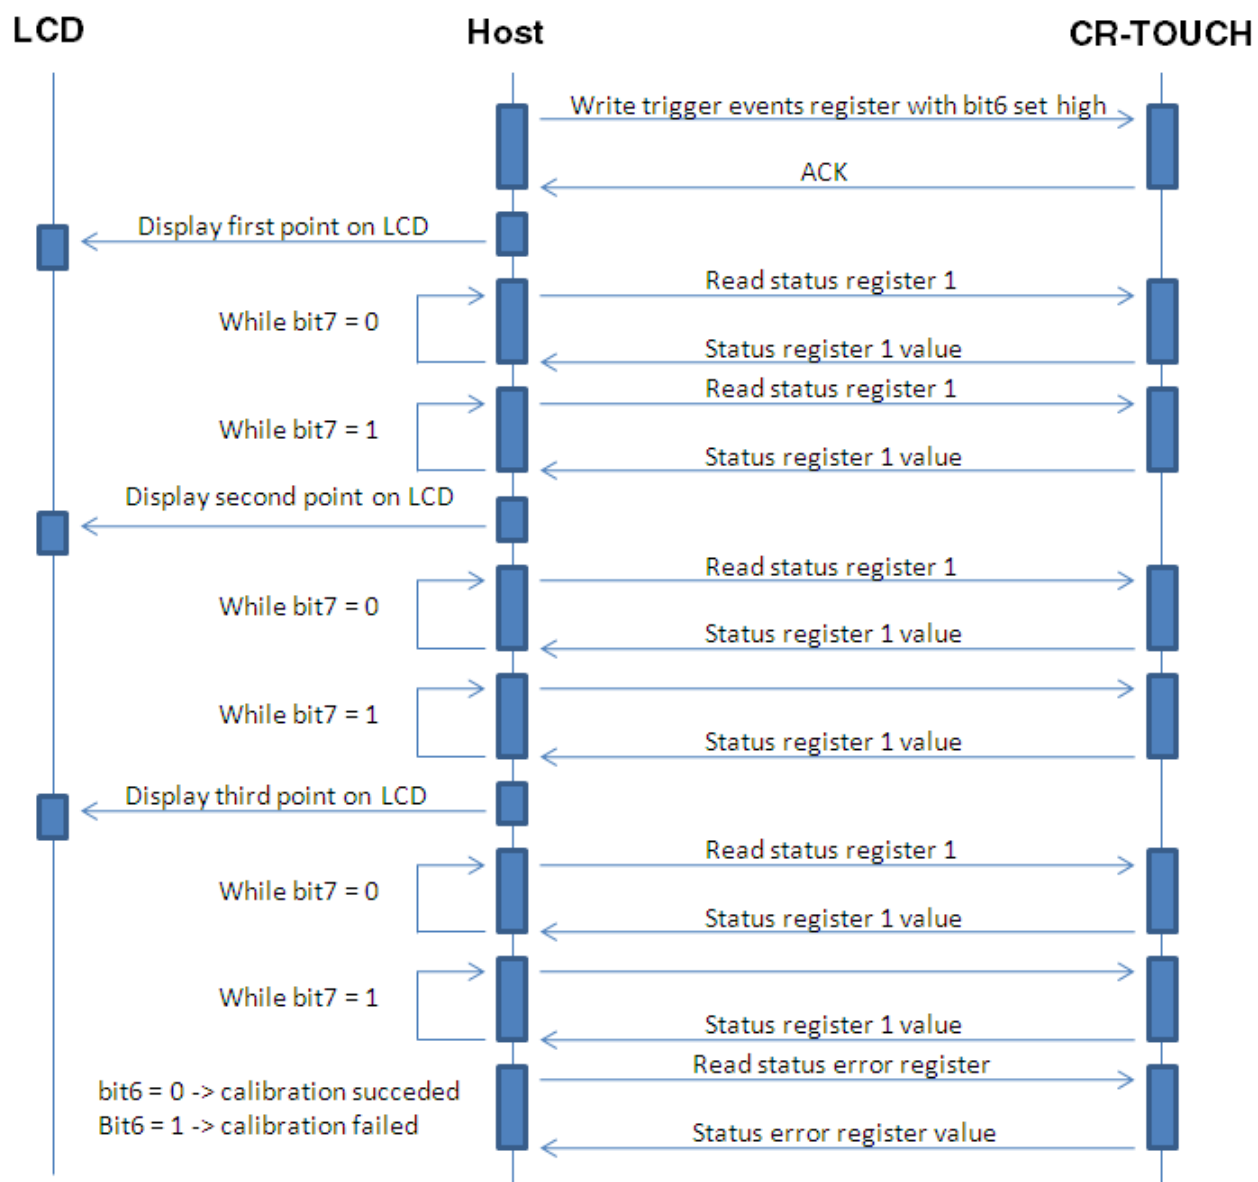 LCD
Host
CR-TOUCH
Write trigger events register with bit6 set high
ACK
Display first point on LCD
Read status register 1
While bit7 = 0
Status register 1 value
Read status register 1
While bit7 = 1
Status register 1 value
Display second point on LCD
Read status register 1
While bit7 = 0
Status register 1 value
While bit7 = 1
Status register 1 value
Display third point on LCD
Read status register 1
While bit7 = 0
Status register 1 value
While bit7 = 1
Status register 1 value
Read status error register
bit6 = 0 -> calibration succeded
Bit6 = 1 -> calibration failed
Status error register value